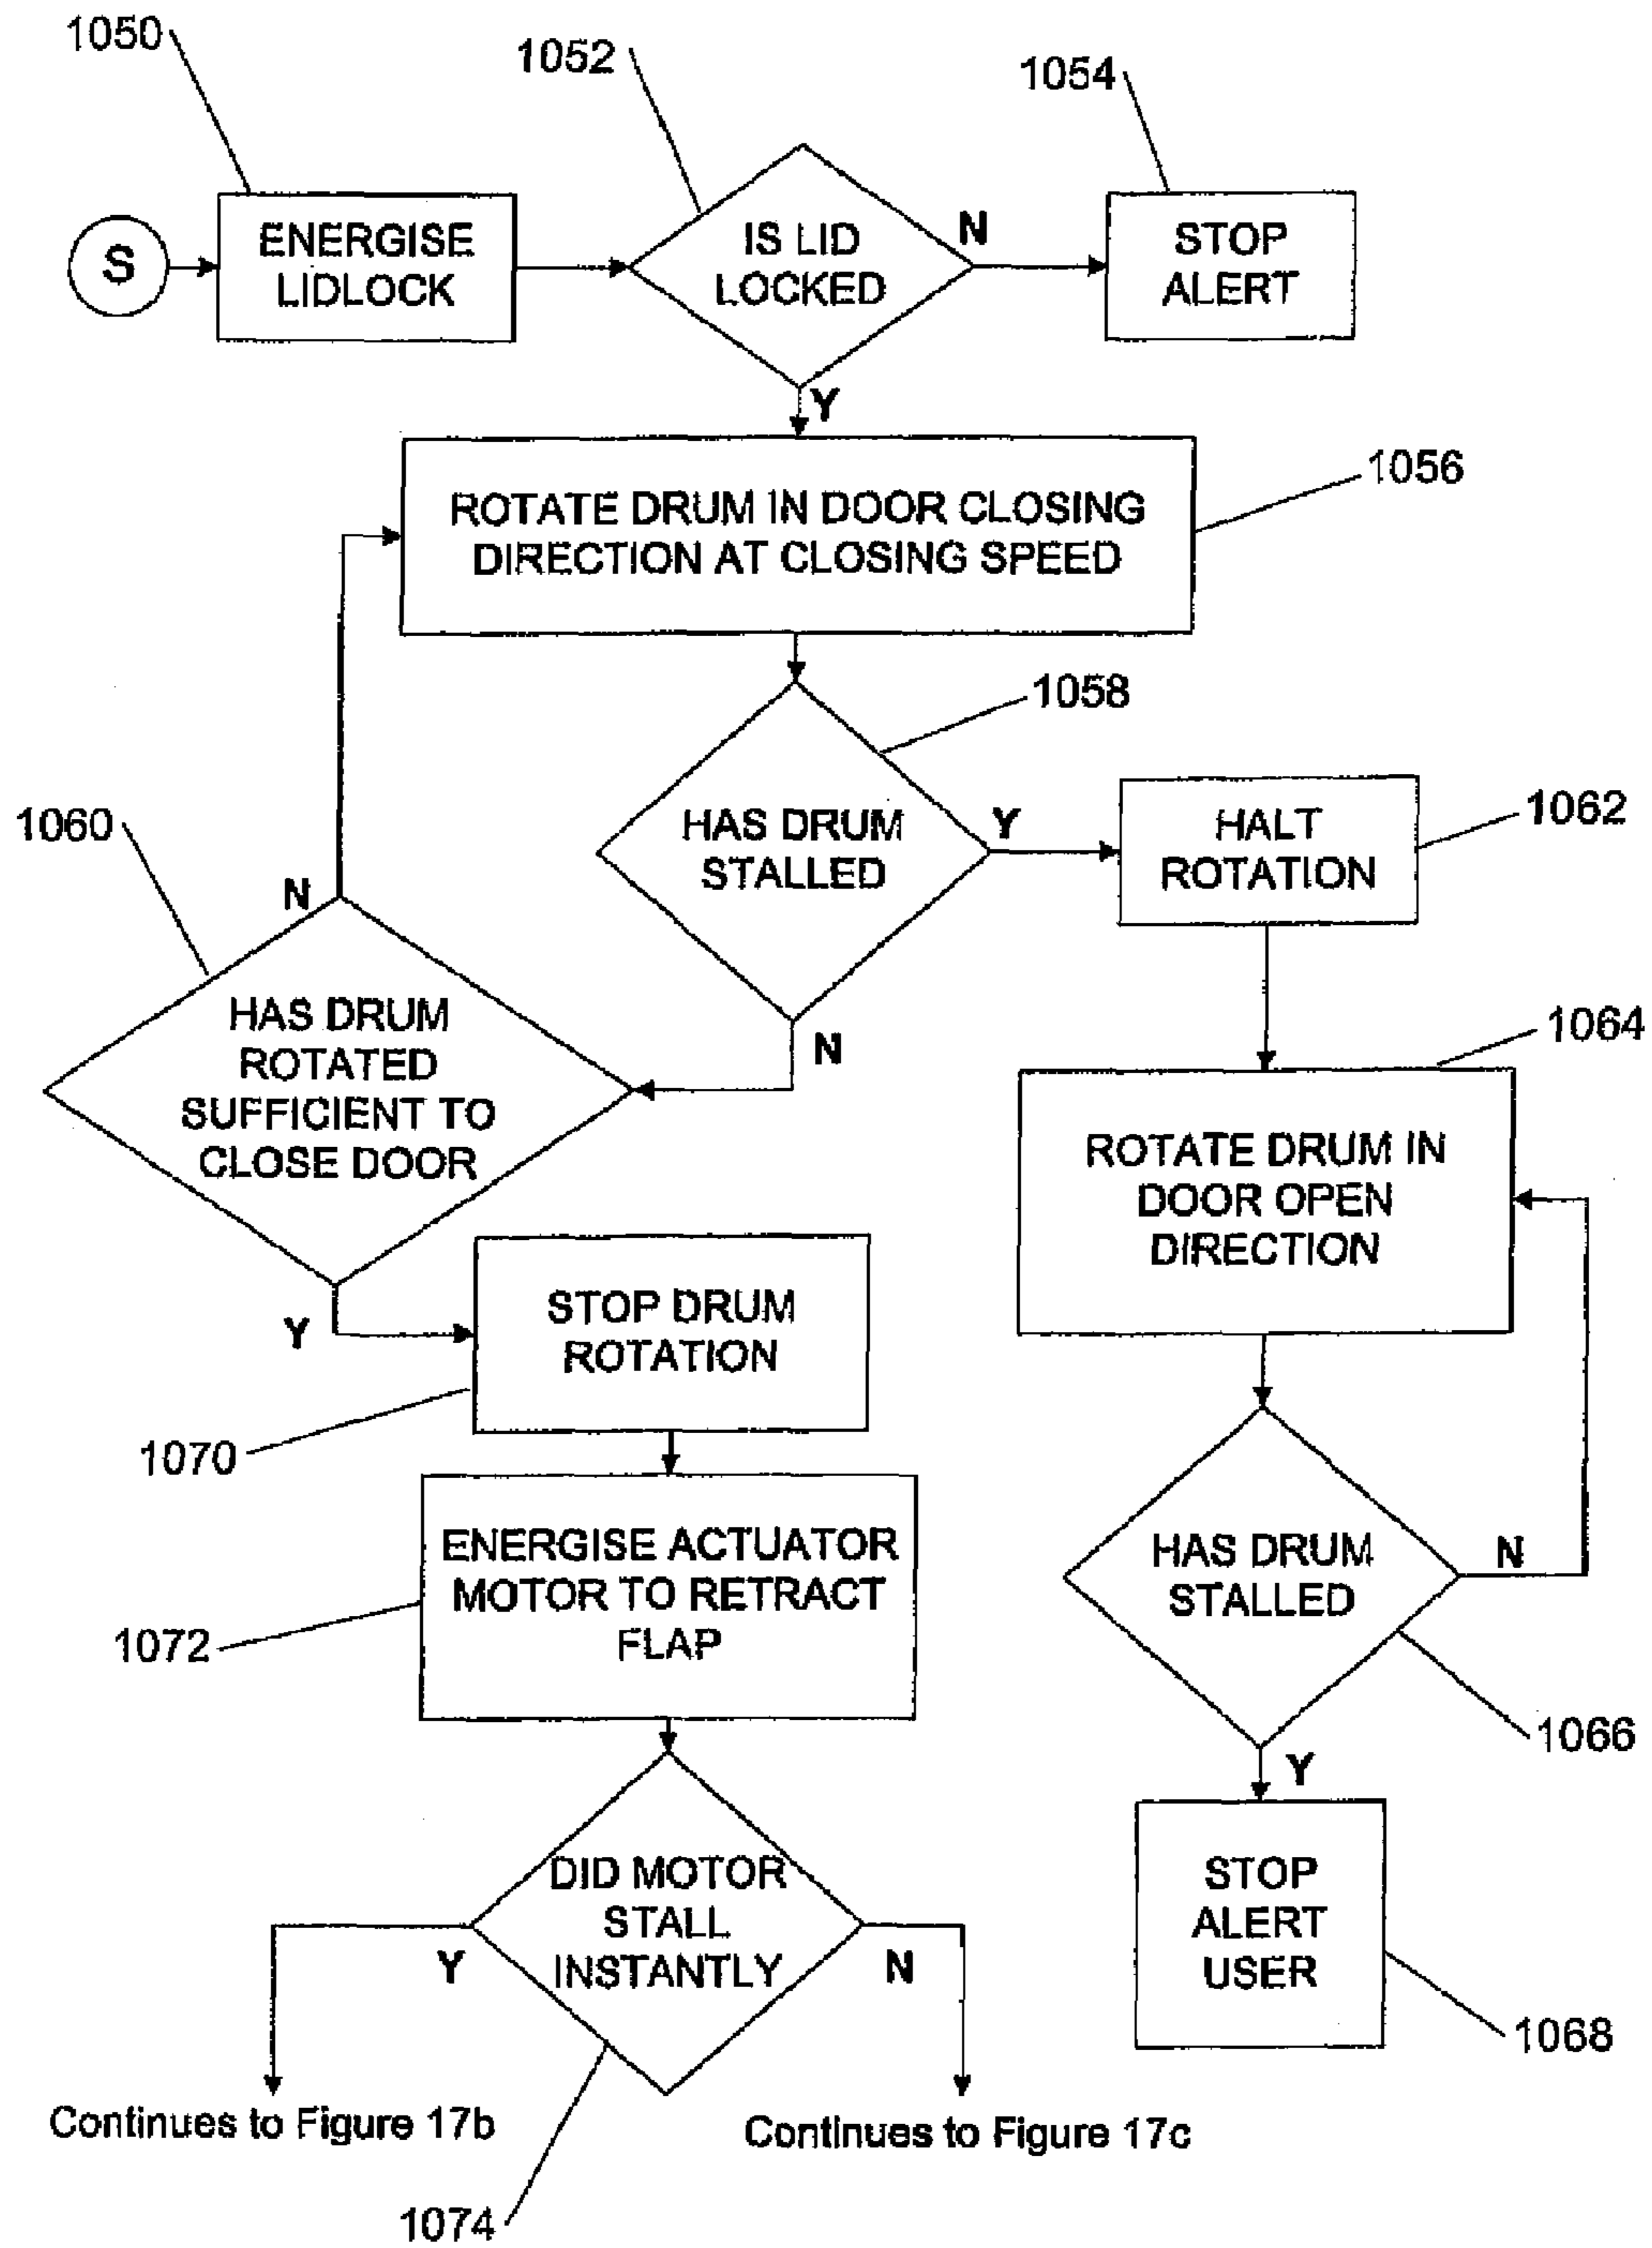 1050
1052
1054
S
ENERGISE
LIDLOCK
IS LID
LOCKED
N
STOP
ALERT
Y
1056
ROTATE DRUM IN DOOR CLOSING
DIRECTION AT CLOSING SPEED
1058
1060
HAS DRUM
STALLED
Y
HALT
ROTATION
1062
N
HAS DRUM
ROTATED
SUFFICIENT TO
CLOSE DOOR
N
1064
ROTATE DRUM IN
DOOR OPEN
DIRECTION
Y
STOP DRUM
ROTATION
1070
ENERGISE ACTUATOR
MOTOR TO RETRACT
FLAP
1072
HAS DRUM
STALLED
N
1066
Y
DID MOTOR
STALL
INSTANTLY
Y
N
STOP
ALERT
USER
1068
Continues to Figure 17b
Continues to Figure 17c
1074